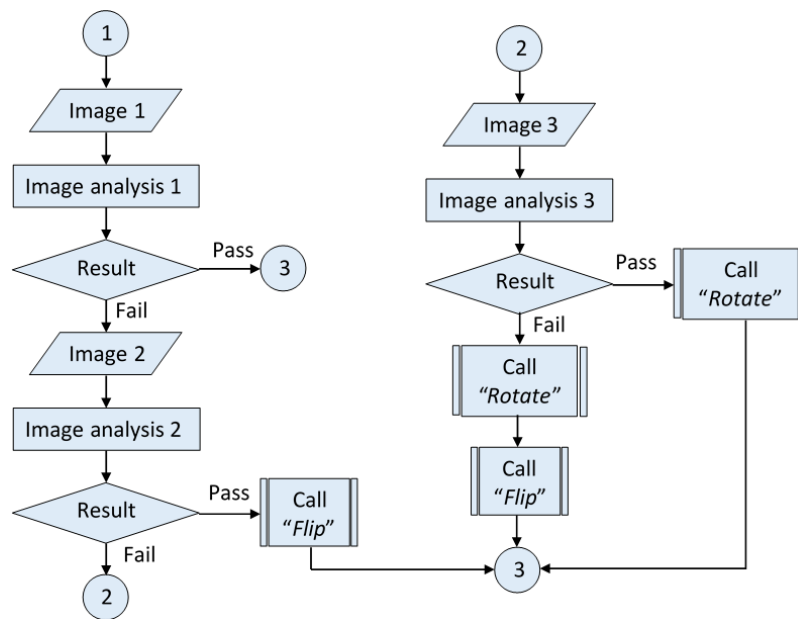 1
Image 1
Image analysis 1
Result
Pass
3
Fail
Image 2
Image analysis 2
Result
Pass
Call
“Flip”
Fail
2
2
Image 3
Image analysis 3
Result
Pass
Call
“Rotate”
Fail
Call
“Rotate”
Call
“Flip”
3